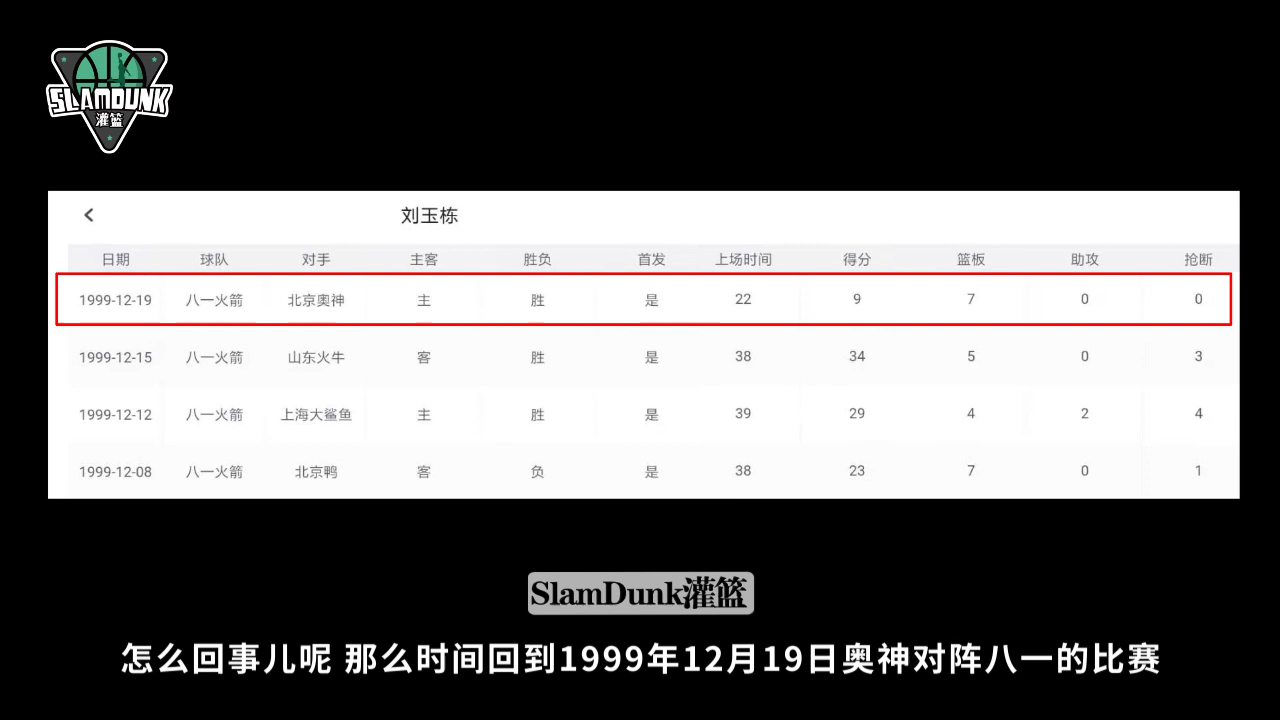 SLAMDUNK
灌篮
刘玉栋
日期 球队 对手 主客 胜负 首发 上场时间 得分 篮板 助攻 抢断
1999-12-19 八一火箭 北京奥神 主 胜 是 22 9 7 0 0
1999-12-15 八一火箭 山东火牛 客 胜 是 38 34 5 0 3
1999-12-12 八一火箭 上海大鲨鱼 主 胜 是 39 29 4 2 4
1999-12-08 八一火箭 北京鸭 客 负 是 38 23 7 0 1
SlamDunk灌篮
怎么回事儿呢 那么时间回到1999年12月19日奥神对阵八一的比赛